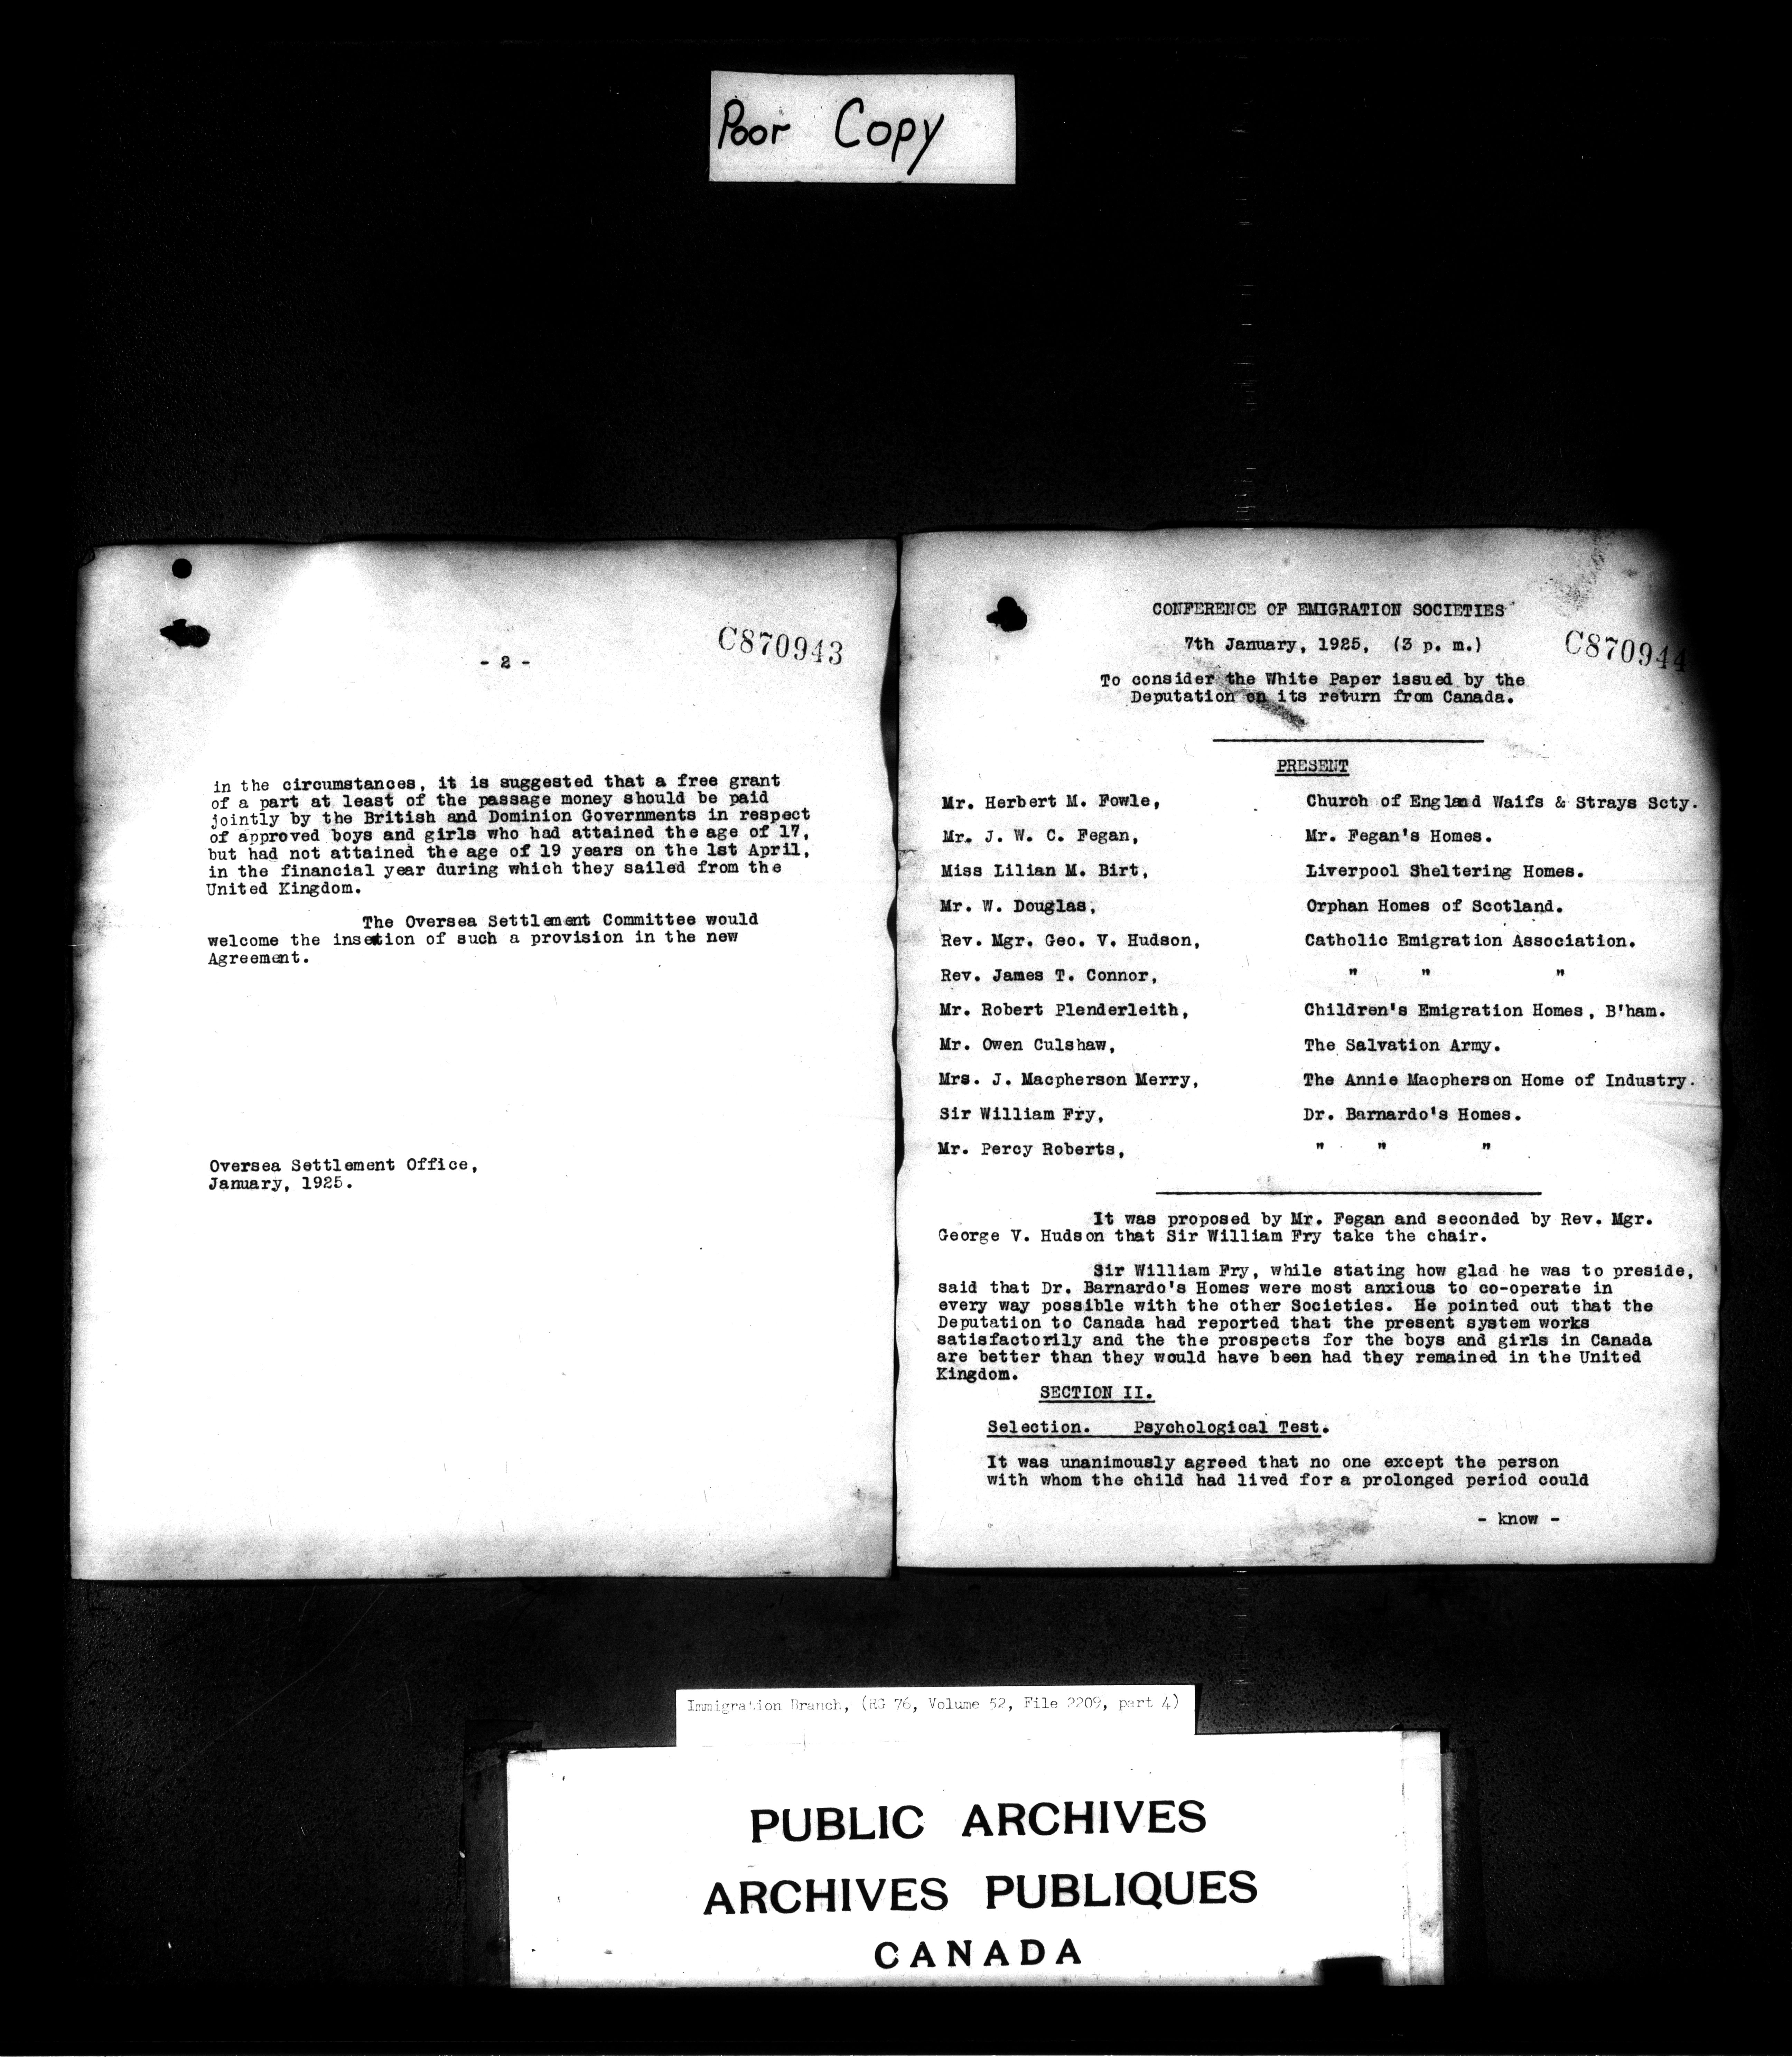 Poor Copy
C870943
- 2 -
in the circumstances, it is suggested that a free grant
of a part at least of the passage money should be paid
jointly by the British and Dominion Governments in respect
of approved boys and girls who had attained the age of 17,
but had not attained the age of 19 years on the 1st April,
in the financial year during which they sailed from the
United Kingdom.
The Oversea Settlement Committee would
welcome the insetion of such a provision in the new
Agreement.
Oversea Settlement Office,
January, 1925.
CONFERENCE OF EMIGRATION SOCIETIES
7th January, 1925, (3 p. m.)
C870944
To consider the White Paper issued by the
Deputation on its return from Canada.
PRESENT
Mr. Herbert M. Fowle, Church of England Waifs & Strays Scty.
Mr. J. W. C. Fegan, Mr. Fegan's Homes.
Miss Lilian M. Birt, Liverpool Sheltering Homes.
Mr. W. Douglas, Orphan Homes of Scotland.
Rev. Mgr. Geo. V. Hudson, Catholic Emigration Association.
Rev. James T. Connor, " " "
Mr. Robert Plenderleith, Children's Emigration Homes, B'ham.
Mr. Owen Culshaw, The Salvation Army.
Mrs. J. Macpherson Merry, The Annie Macpherson Home of Industry.
Sir William Fry, Dr. Barnardo's Homes.
Mr. Percy Roberts, " " "
It was proposed by Mr. Fegan and seconded by Rev. Mgr.
George V. Hudson that Sir William Fry take the chair.
Sir William Fry, while stating how glad he was to preside,
said that Dr. Barnardo's Homes were most anxious to co-operate in
every way possible with the other Societies. He pointed out that the
Deputation to Canada had reported that the present system works
satisfactorily and the the prospects for the boys and girls in Canada
are better than they would have been had they remained in the United
Kingdom.
SECTION II.
Selection. Psychological Test.
It was unanimously agreed that no one except the person
with whom the child had lived for a prolonged period could
- know -
Immigration Branch, (RG 76, Volume 52, File 2209, part 4)
PUBLIC ARCHIVES
ARCHIVES PUBLIQUES
CANADA